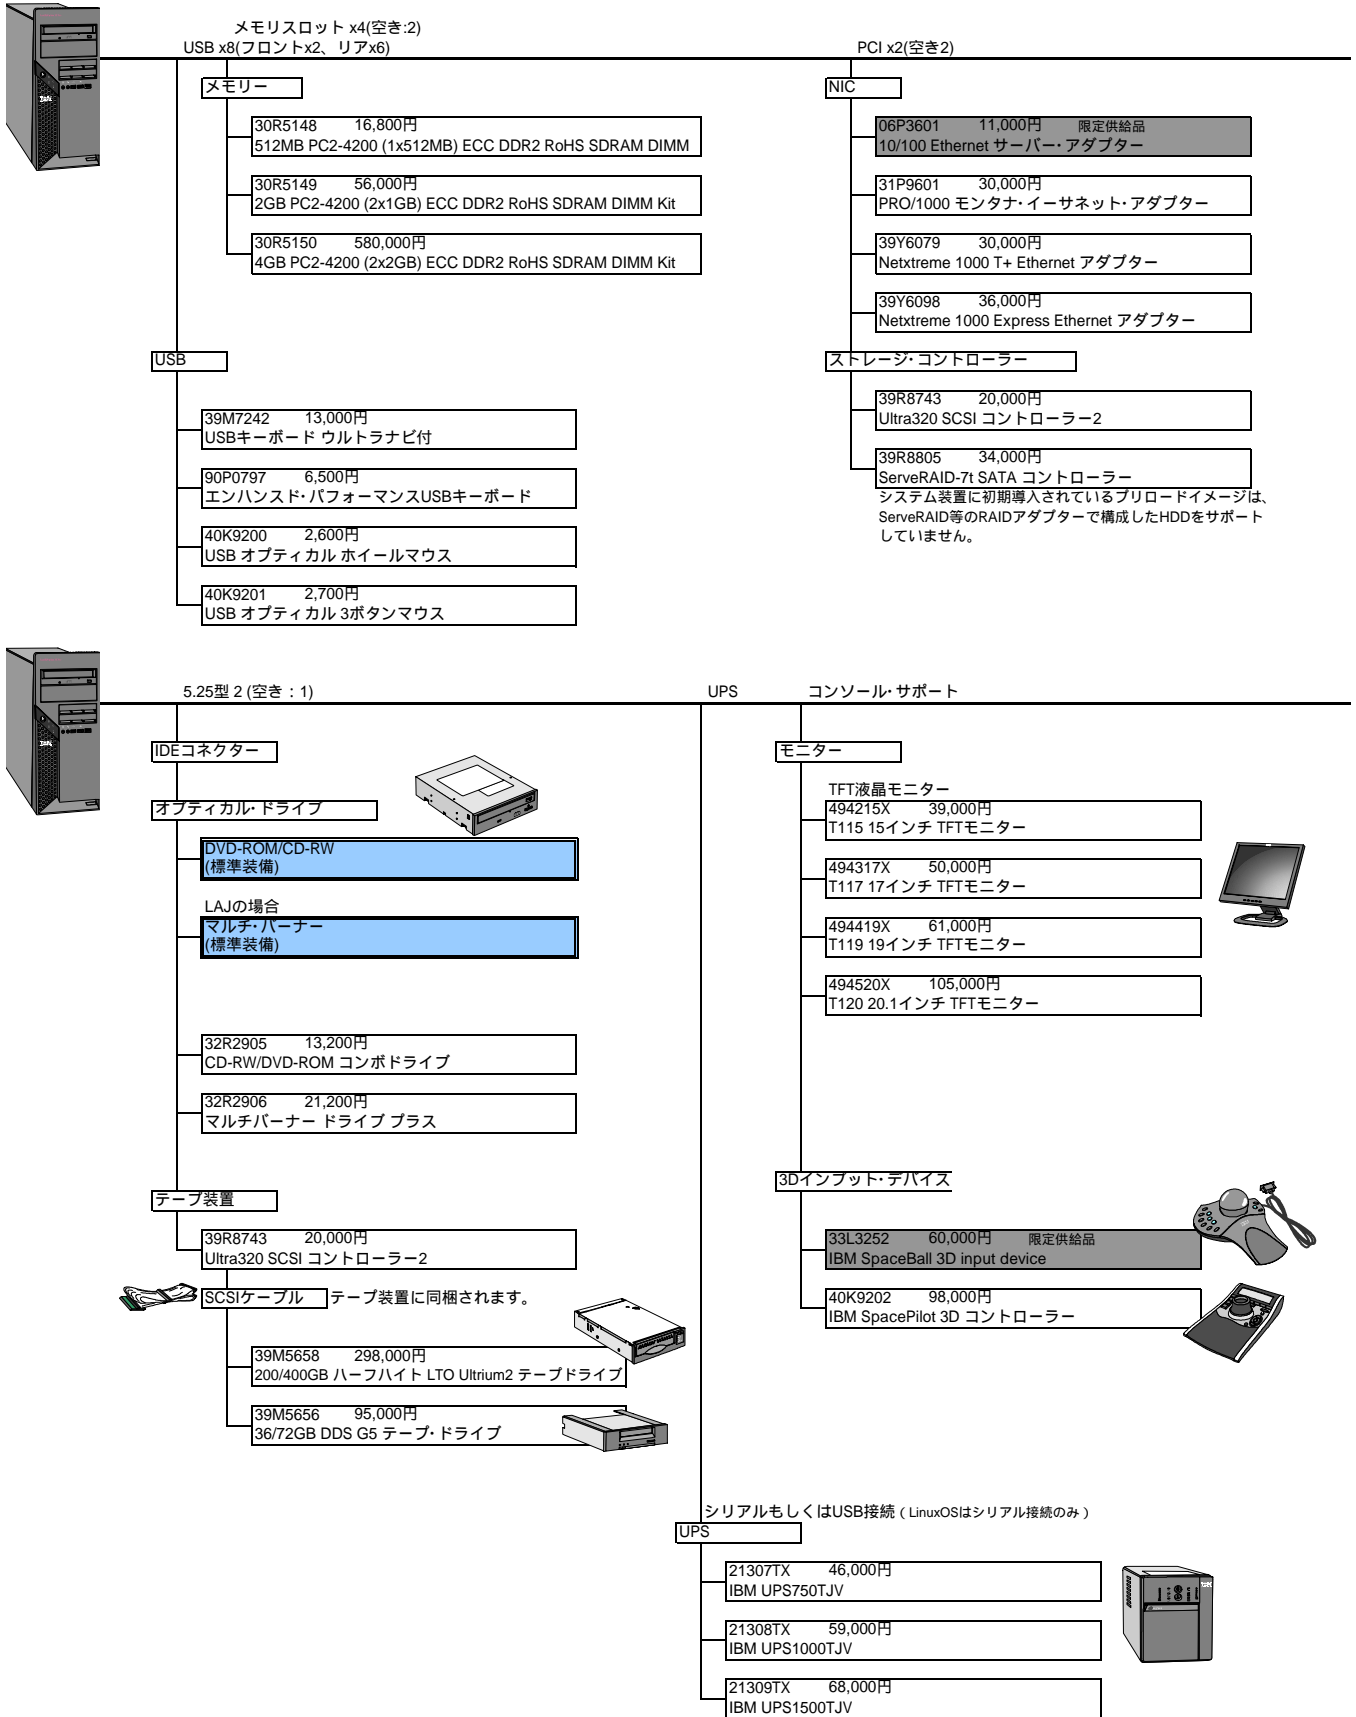 メモリスロット x4(空き:2)
USB x8(フロントx2、リアx6)
PCI x2(空き2)
メモリー
30R5148 16,800円
512MB PC2-4200 (1x512MB) ECC DDR2 RoHS SDRAM DIMM
30R5149 56,000円
2GB PC2-4200 (2x1GB) ECC DDR2 RoHS SDRAM DIMM Kit
30R5150 580,000円
4GB PC2-4200 (2x2GB) ECC DDR2 RoHS SDRAM DIMM Kit
USB
39M7242 13,000円
USBキーボード ウルトラナビ付
90P0797 6,500円
エンハンスド・パフォーマンスUSBキーボード
40K9200 2,600円
USB オプティカル ホイールマウス
40K9201 2,700円
USB オプティカル 3ボタンマウス
NIC
06P3601 11,000円 限定供給品
10/100 Ethernet サーバー・アダプター
31P9601 30,000円
PRO/1000 モンタナ・イーサネット・アダプター
39Y6079 30,000円
Netxtreme 1000 T+ Ethernet アダプター
39Y6098 36,000円
Netxtreme 1000 Express Ethernet アダプター
ストレージ・コントローラー
39R8743 20,000円
Ultra320 SCSI コントローラー2
39R8805 34,000円
ServeRAID-7t SATA コントローラー
システム装置に初期導入されているプリロードイメージは、
ServeRAID等のRAIDアダプターで構成したHDDをサポート
していません。
5.25型 2 (空き：1)
UPS
コンソール・サポート
IDEコネクター
オプティカル・ドライブ
DVD-ROM/CD-RW
(標準装備)
LAJの場合
マルチ・バーナー
(標準装備)
32R2905 13,200円
CD-RW/DVD-ROM コンボドライブ
32R2906 21,200円
マルチバーナー ドライブ プラス
テープ装置
39R8743 20,000円
Ultra320 SCSI コントローラー2
SCSIケーブル テープ装置に同梱されます。
39M5658 298,000円
200/400GB ハーフハイト LTO Ultrium2 テープドライブ
39M5656 95,000円
36/72GB DDS G5 テープ・ドライブ
モニター
TFT液晶モニター
494215X 39,000円
T115 15インチ TFTモニター
494317X 50,000円
T117 17インチ TFTモニター
494419X 61,000円
T119 19インチ TFTモニター
494520X 105,000円
T120 20.1インチ TFTモニター
3Dインプット・デバイス
33L3252 60,000円 限定供給品
IBM SpaceBall 3D input device
40K9202 98,000円
IBM SpacePilot 3D コントローラー
シリアルもしくはUSB接続（LinuxOSはシリアル接続のみ）
UPS
21307TX 46,000円
IBM UPS750TJV
21308TX 59,000円
IBM UPS1000TJV
21309TX 68,000円
IBM UPS1500TJV